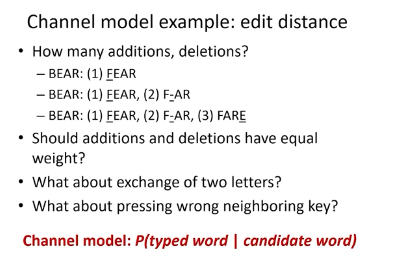 Channel model example: edit distance
• How many additions, deletions?
– BEAR: (1) FEAR
– BEAR: (1) FEAR, (2) F-AR
– BEAR: (1) FEAR, (2) F-AR, (3) FARE
• Should additions and deletions have equal
weight?
• What about exchange of two letters?
• What about pressing wrong neighboring key?
Channel model: P(typed word | candidate word)